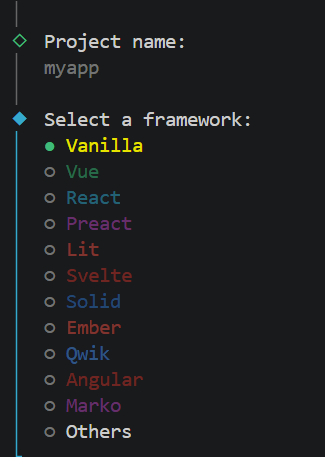 Project name:
myapp
Select a framework:
Vanilla
Vue
React
Preact
Lit
Svelte
Solid
Ember
Qwik
Angular
Marko
Others